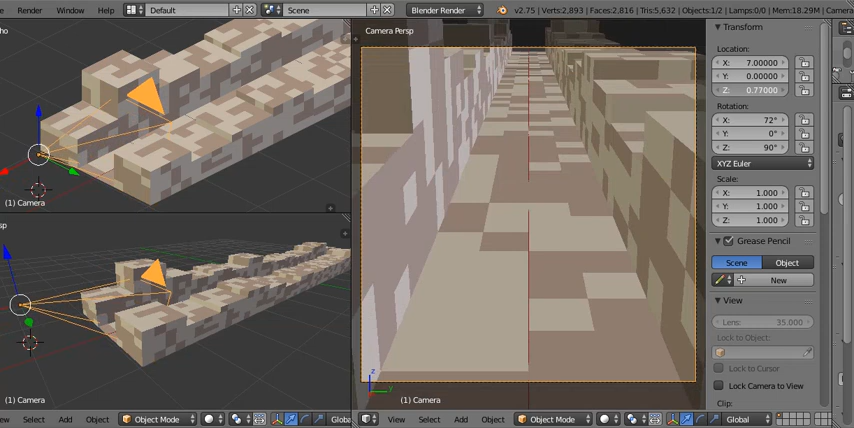 Render Window Help Default Scene Blender Render v2.75 | Verts:2,893 | Faces:2,816 | Tris:5,632 | Objects:1/2 | Lamps:0/0 | Mem:18.29M | Camera
ho
Camera Persp
Transform
Location:
X: 7.00000
Y: 0.00000
Z: 0.77000
Rotation:
X: 72°
Y: 0°
Z: 90°
XYZ Euler
Scale:
X: 1.000
Y: 1.000
Z: 1.000
Grease Pencil
Scene Object
New
View
Lens: 35.000
Lock to Object:
Lock to Cursor
Lock Camera to View
Clip:
(1) Camera
sp
(1) Camera
z
y
(1) Camera
ew Select Add Object Object Mode Globa
View Select Add Object Object Mode Global